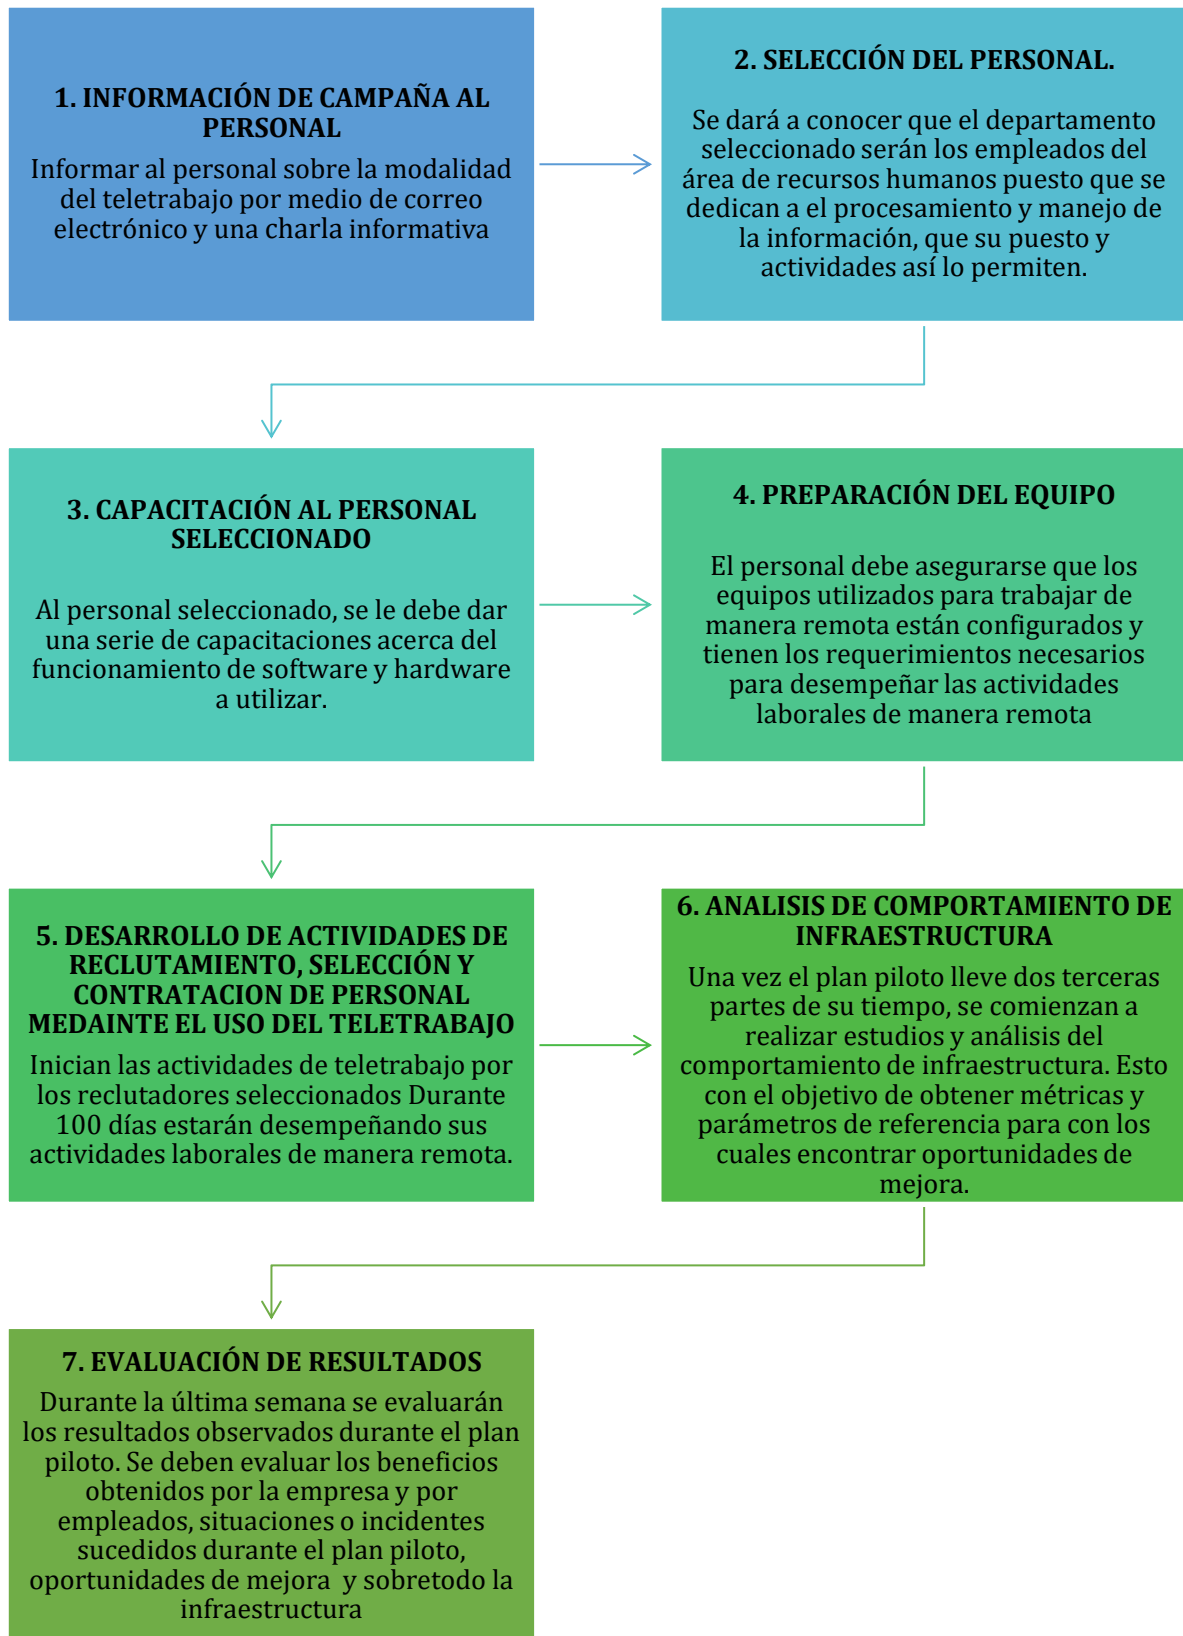 1. INFORMACIÓN DE CAMPAÑA AL
PERSONAL
Informar al personal sobre la modalidad
del teletrabajo por medio de correo
electrónico y una charla informativa
2. SELECCIÓN DEL PERSONAL.
Se dará a conocer que el departamento
seleccionado serán los empleados del
área de recursos humanos puesto que se
dedican a el procesamiento y manejo de
la información, que su puesto y
actividades así lo permiten.
3. CAPACITACIÓN AL PERSONAL
SELECCIONADO
Al personal seleccionado, se le debe dar
una serie de capacitaciones acerca del
funcionamiento de software y hardware
a utilizar.
4. PREPARACIÓN DEL EQUIPO
El personal debe asegurarse que los
equipos utilizados para trabajar de
manera remota están configurados y
tienen los requerimientos necesarios
para desempeñar las actividades
laborales de manera remota
5. DESARROLLO DE ACTIVIDADES DE
RECLUTAMIENTO, SELECCIÓN Y
CONTRATACION DE PERSONAL
MEDAINTE EL USO DEL TELETRABAJO
Inician las actividades de teletrabajo por
los reclutadores seleccionados Durante
100 días estarán desempeñando sus
actividades laborales de manera remota.
6. ANALISIS DE COMPORTAMIENTO DE
INFRAESTRUCTURA
Una vez el plan piloto lleve dos terceras
partes de su tiempo, se comienzan a
realizar estudios y análisis del
comportamiento de infraestructura. Esto
con el objetivo de obtener métricas y
parámetros de referencia para con los
cuales encontrar oportunidades de
mejora.
7. EVALUACIÓN DE RESULTADOS
Durante la última semana se evaluarán
los resultados observados durante el plan
piloto. Se deben evaluar los beneficios
obtenidos por la empresa y por
empleados, situaciones o incidentes
sucedidos durante el plan piloto,
oportunidades de mejora  y sobretodo la
infraestructura